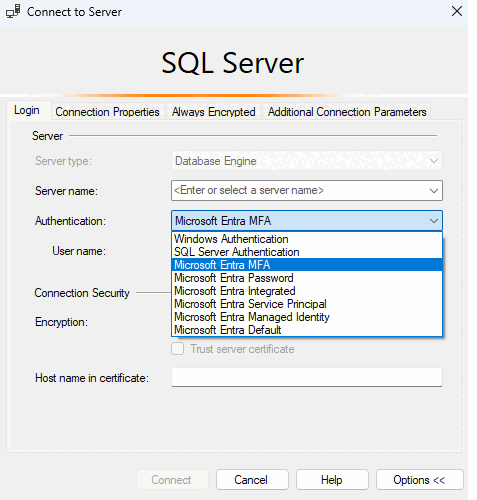 Connect to Server
SQL Server
Login Connection Properties Always Encrypted Additional Connection Parameters
Server
Server type: Database Engine
Server name: <Enter or select a server name>
Authentication: Microsoft Entra MFA
Windows Authentication
User name: SQL Server Authentication
Microsoft Entra MFA
Microsoft Entra Password
Connection Security Microsoft Entra Integrated
Microsoft Entra Service Principal
Encryption: Microsoft Entra Managed Identity
Microsoft Entra Default
Trust server certificate
Host name in certificate:
Connect Cancel Help Options <<